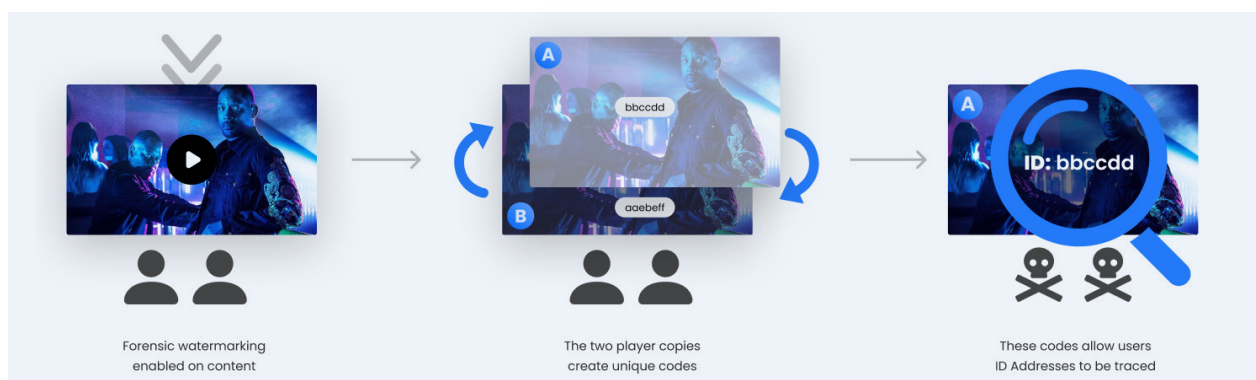 A
bbccdd
B
aaebeff
A
ID: bbccdd
Forensic watermarking
enabled on content
The two player copies
create unique codes
These codes allow users
ID Addresses to be traced